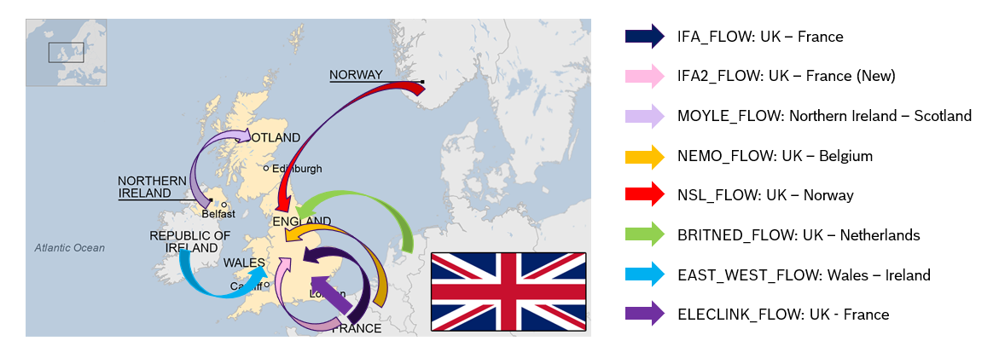 NORWAY
SCOTLAND
Edinburgh
NORTHERN
IRELAND
Belfast
ENGLAND
REPUBLIC OF
IRELAND
Atlantic Ocean
WALES
Cardiff
London
FRANCE
IFA_FLOW: UK – France
IFA2_FLOW: UK – France (New)
MOYLE_FLOW: Northern Ireland – Scotland
NEMO_FLOW: UK – Belgium
NSL_FLOW: UK – Norway
BRITNED_FLOW: UK – Netherlands
EAST_WEST_FLOW: Wales – Ireland
ELECLINK_FLOW: UK - France